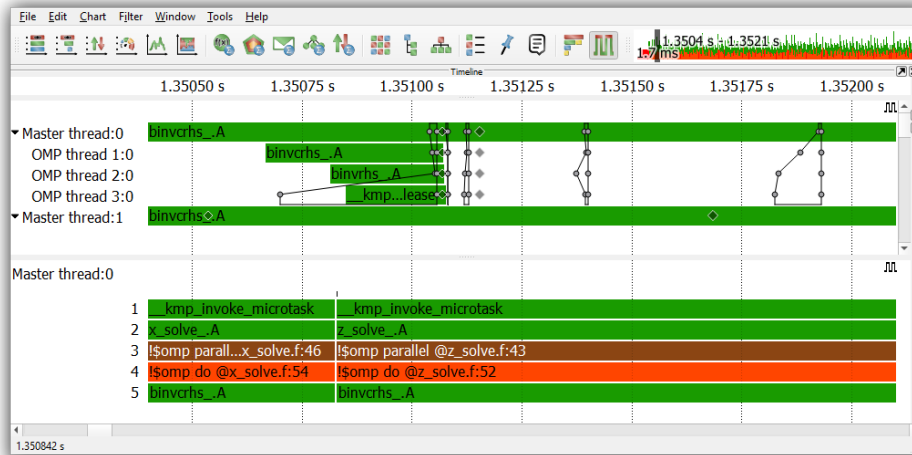 File Edit Chart Filter Window Tools Help
1.3504 s - 1.3521 s
1.7 ms
Timeline
1.35050 s 1.35075 s 1.35100 s 1.35125 s 1.35150 s 1.35175 s 1.35200 s
Master thread:0 binvcrhs_.A
OMP thread 1:0 binvcrhs_.A
OMP thread 2:0 binvrhs_.A
OMP thread 3:0 __kmp...lease
Master thread:1 binvcrhs_.A
Master thread:0
1 __kmp_invoke_microtask __kmp_invoke_microtask
2 x_solve_.A z_solve_.A
3 !$omp parall...x_solve.f:46 !$omp parallel @z_solve.f:43
4 !$omp do @x_solve.f:54 !$omp do @z_solve.f:52
5 binvcrhs_.A binvcrhs_.A
1.350842 s